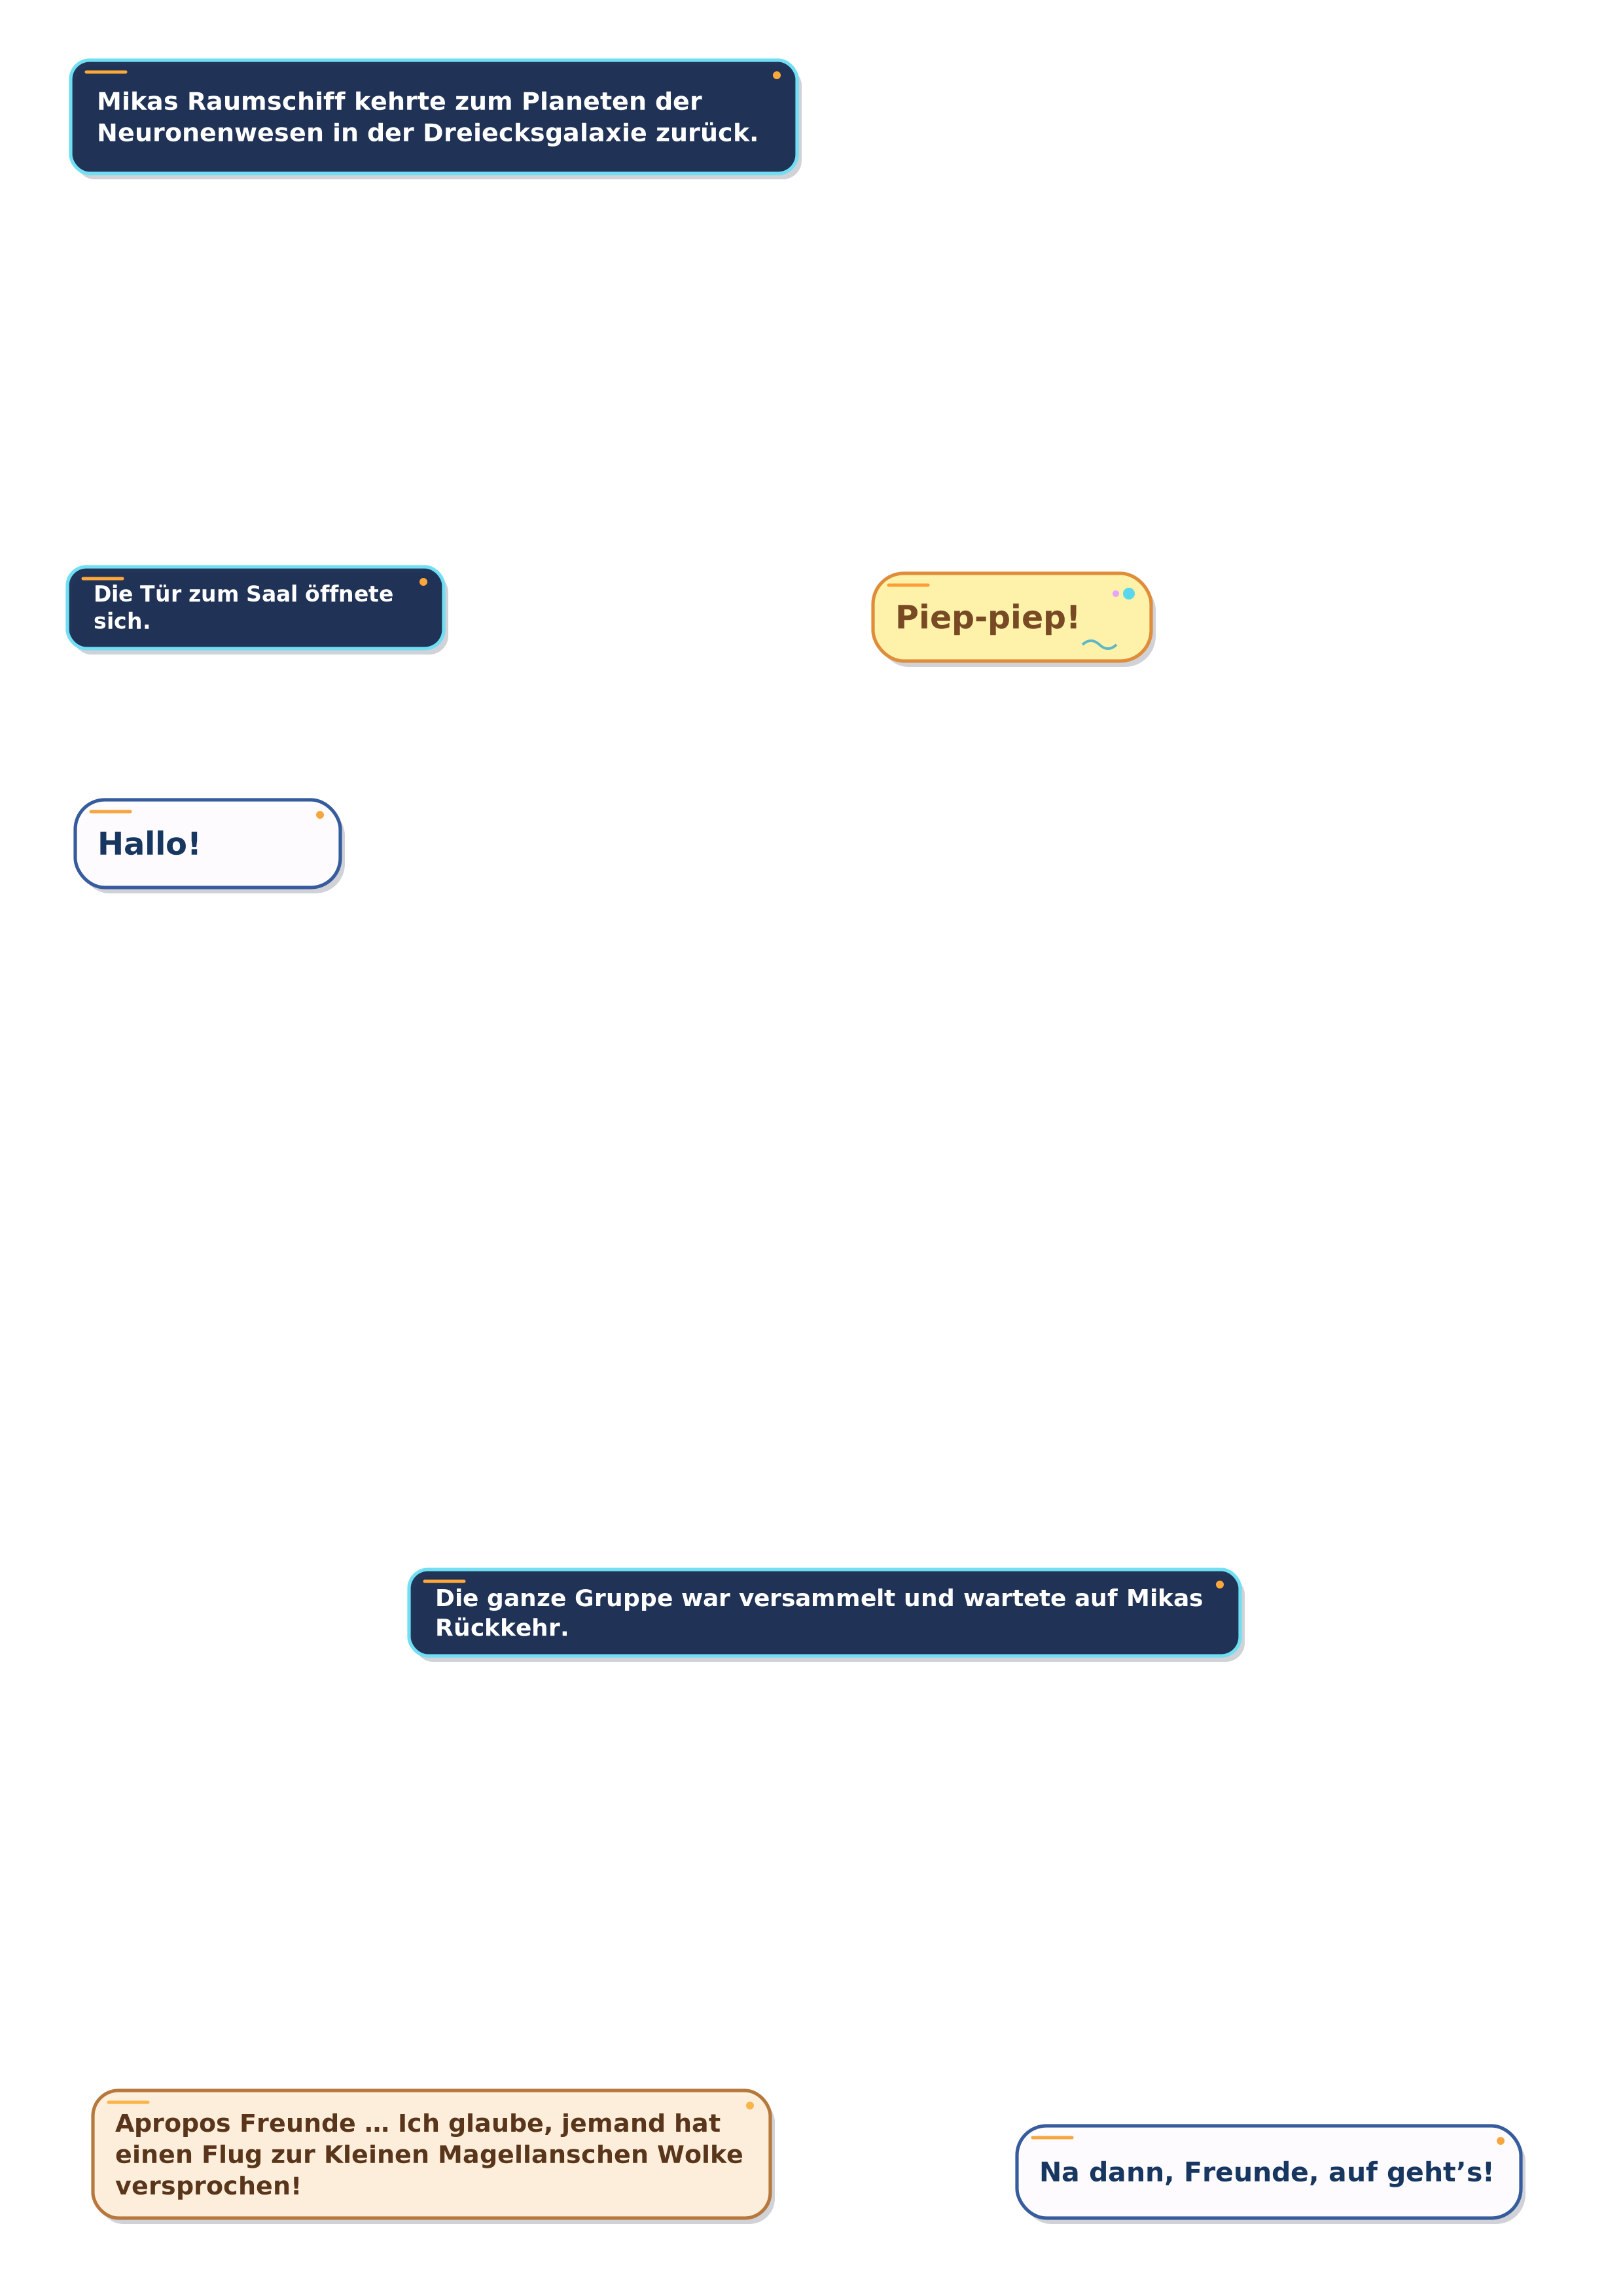 Mikas Raumschiff kehrte zum Planeten der
Neuronenwesen in der Dreiecksgalaxie zurück.
Die Tür zum Saal öffnete
sich.
Piep-piep!
Hallo!
Die ganze Gruppe war versammelt und wartete auf Mikas
Rückkehr.
Apropos Freunde … Ich glaube, jemand hat
einen Flug zur Kleinen Magellanschen Wolke
versprochen!
Na dann, Freunde, auf geht’s!